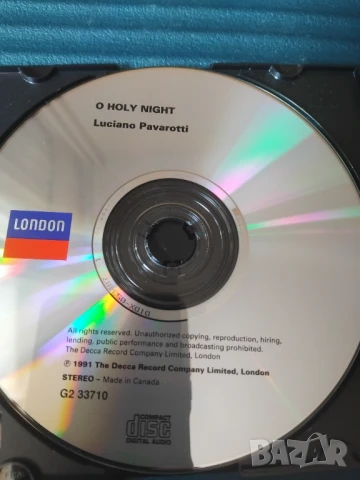 O HOLY NIGHT
Luciano Pavarotti
LONDON
All rights reserved. Unauthorized copying, reproduction, hiring,
lending, public performance and broadcasting prohibited.
The Decca Record Company Limited, London
℗ 1991 The Decca Record Company Limited, London
STEREO – Made in Canada
G2 33710
COMPACT
disc
DIGITAL AUDIO
BAZAR